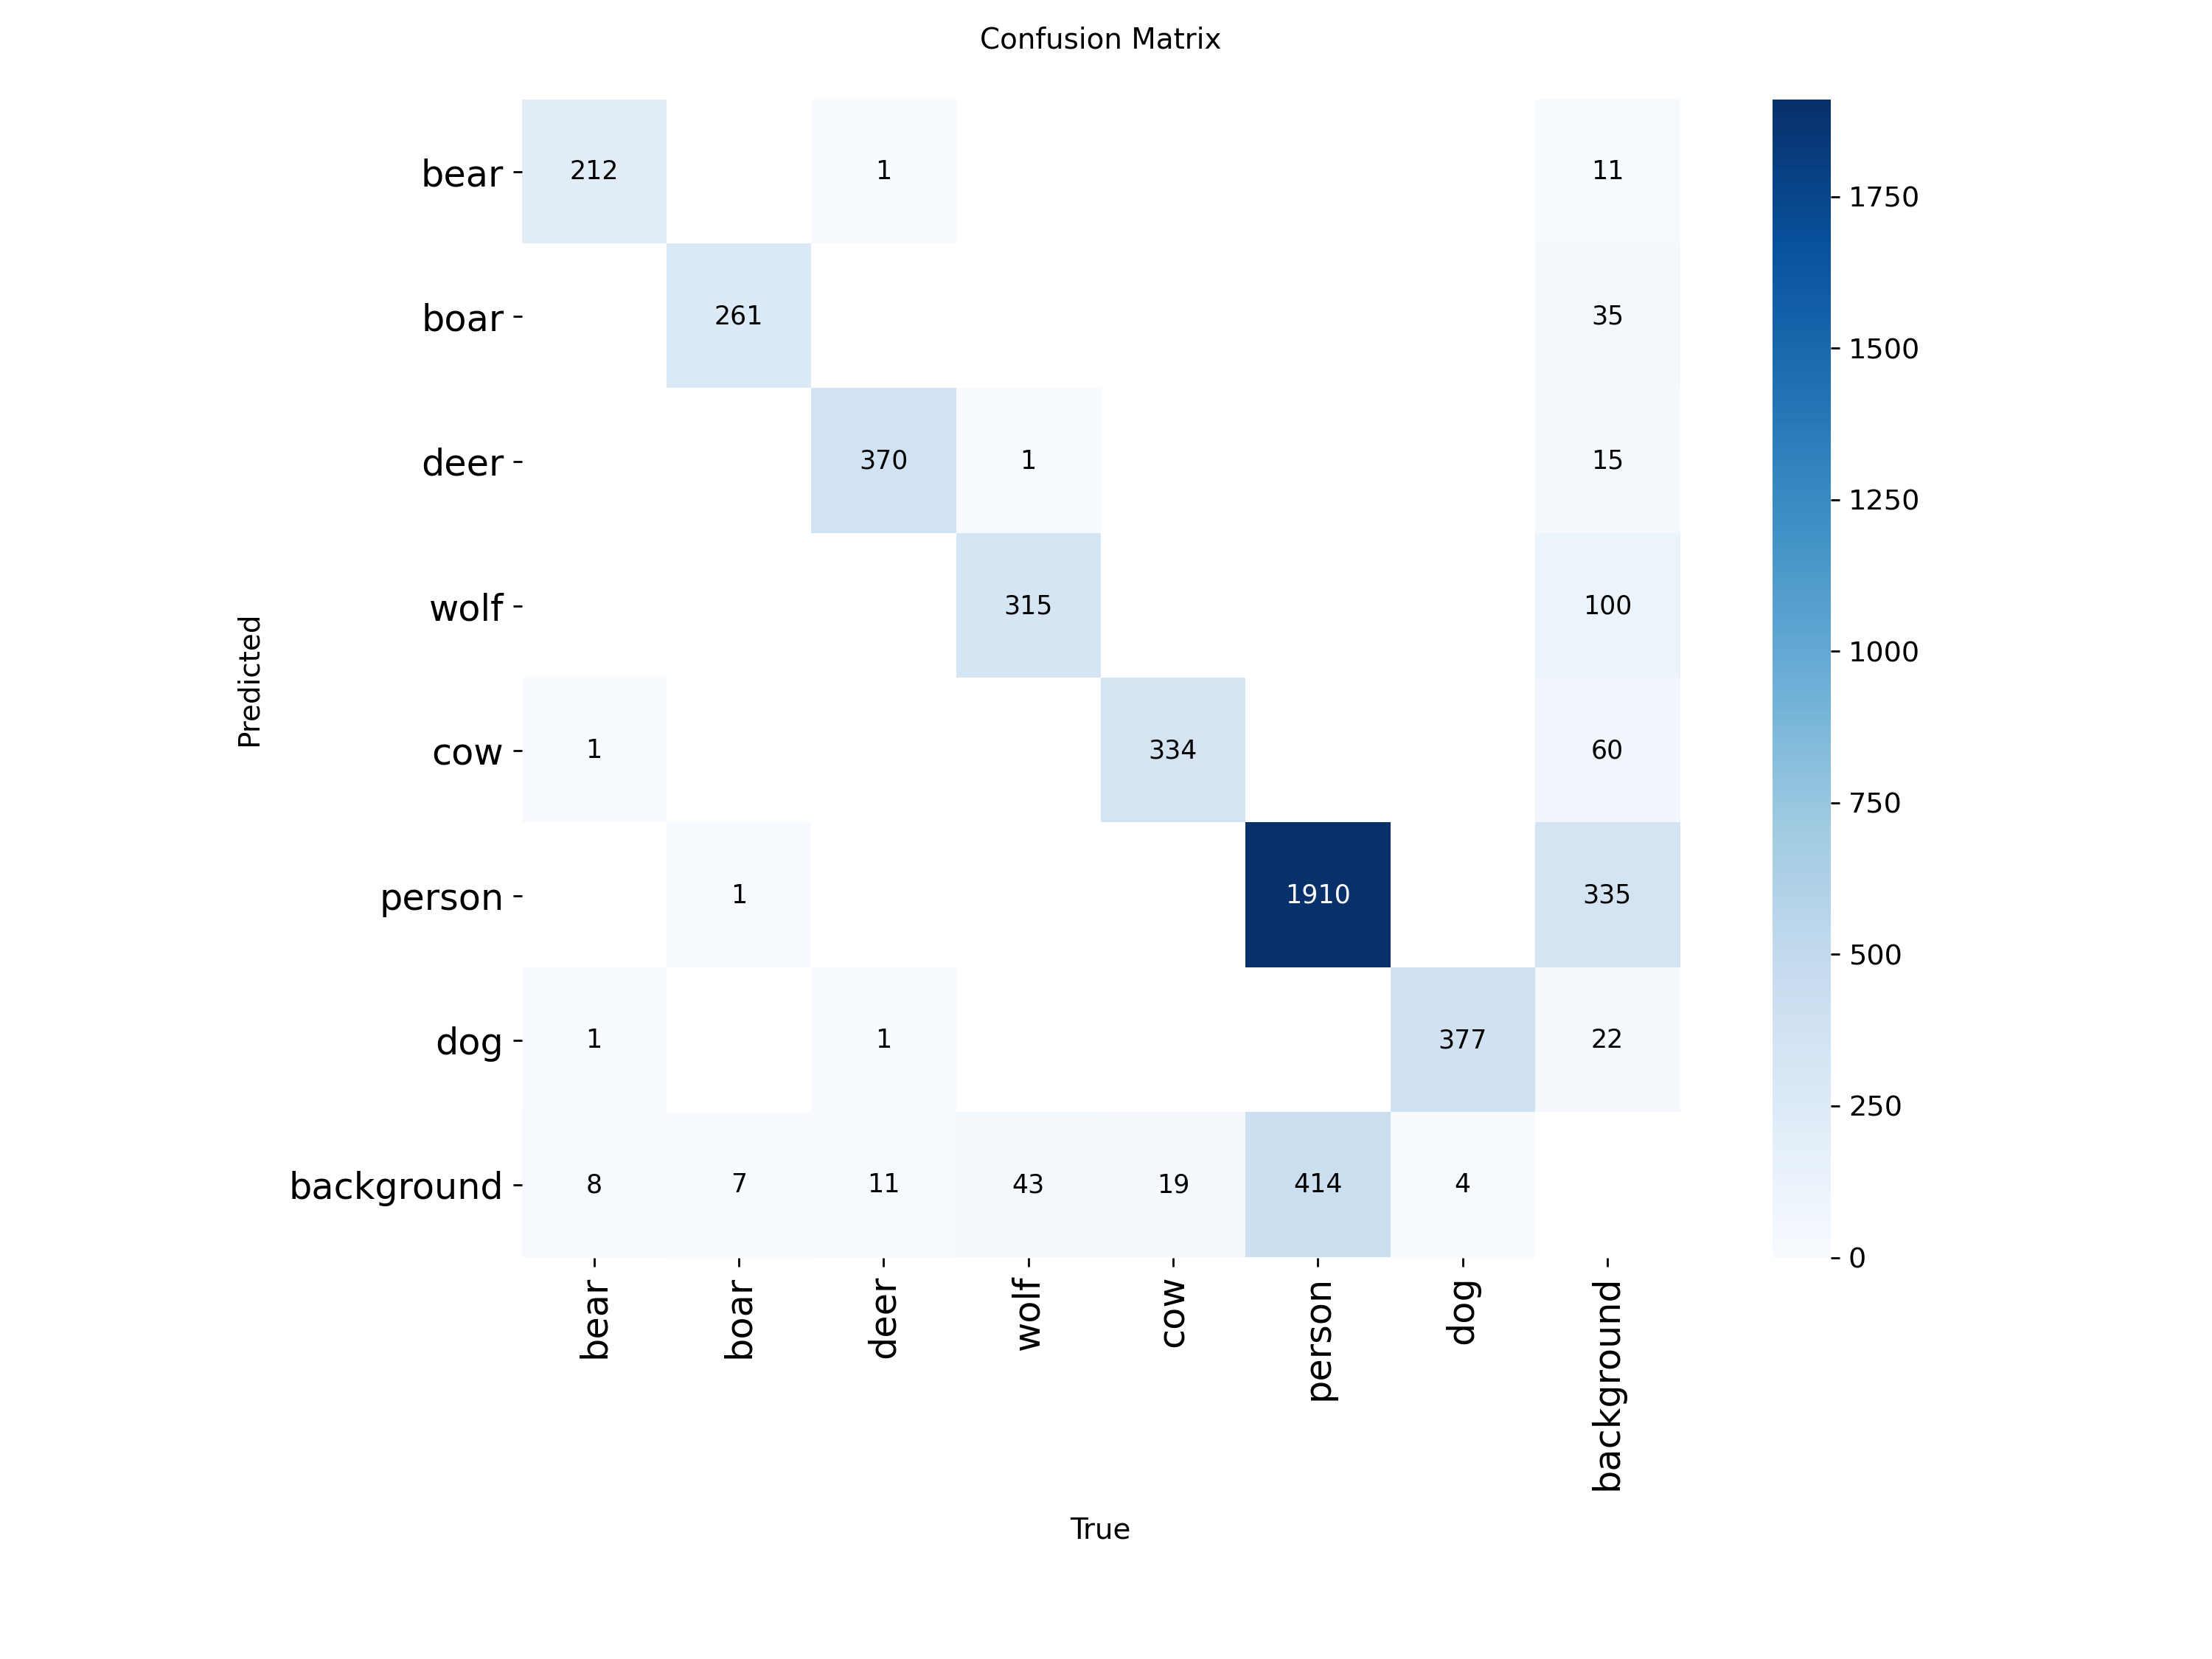 Confusion Matrix
bear 212 1 11
boar 261 35
deer 370 1 15
wolf 315 100
cow 1 334 60
person 1 1910 335
dog 1 1 377 22
background 8 7 11 43 19 414 4
Predicted
bear boar deer wolf cow person dog background
True
1750
1500
1250
1000
750
500
250
0